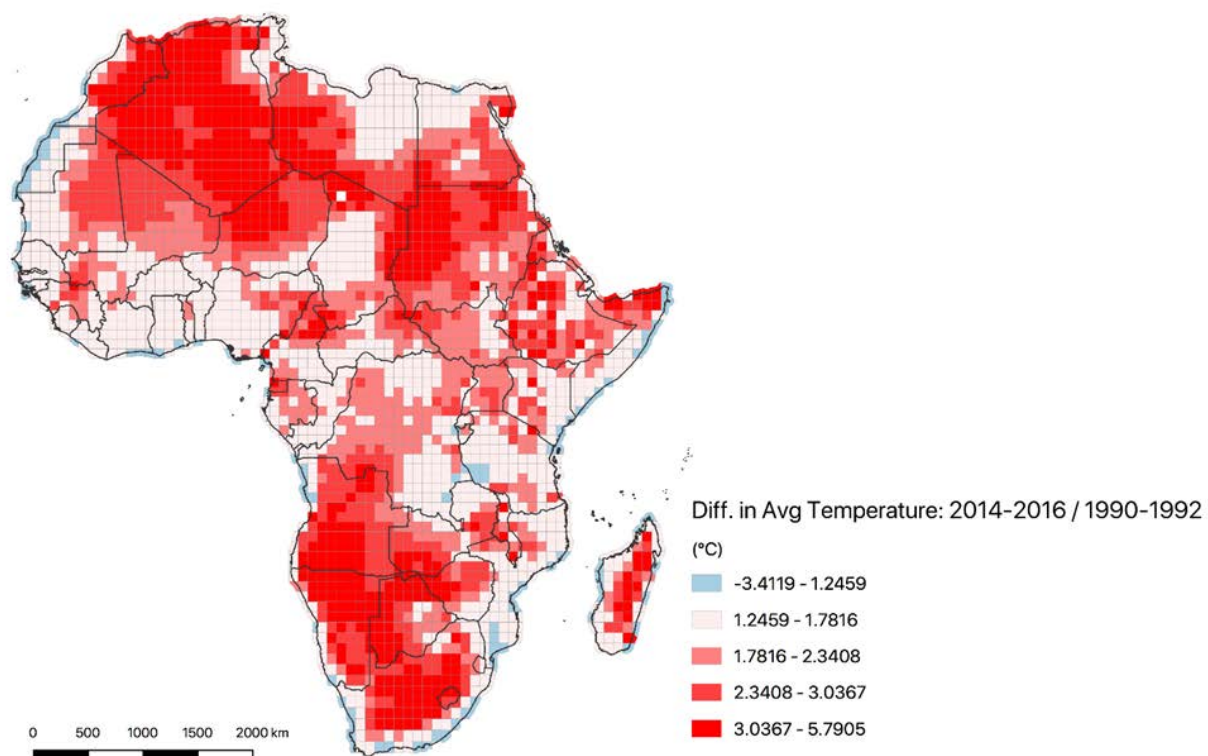 Diff. in Avg Temperature: 2014-2016 / 1990-1992
(°C)
-3.4119 - 1.2459
1.2459 - 1.7816
1.7816 - 2.3408
2.3408 - 3.0367
3.0367 - 5.7905
0 500 1000 1500 2000 km